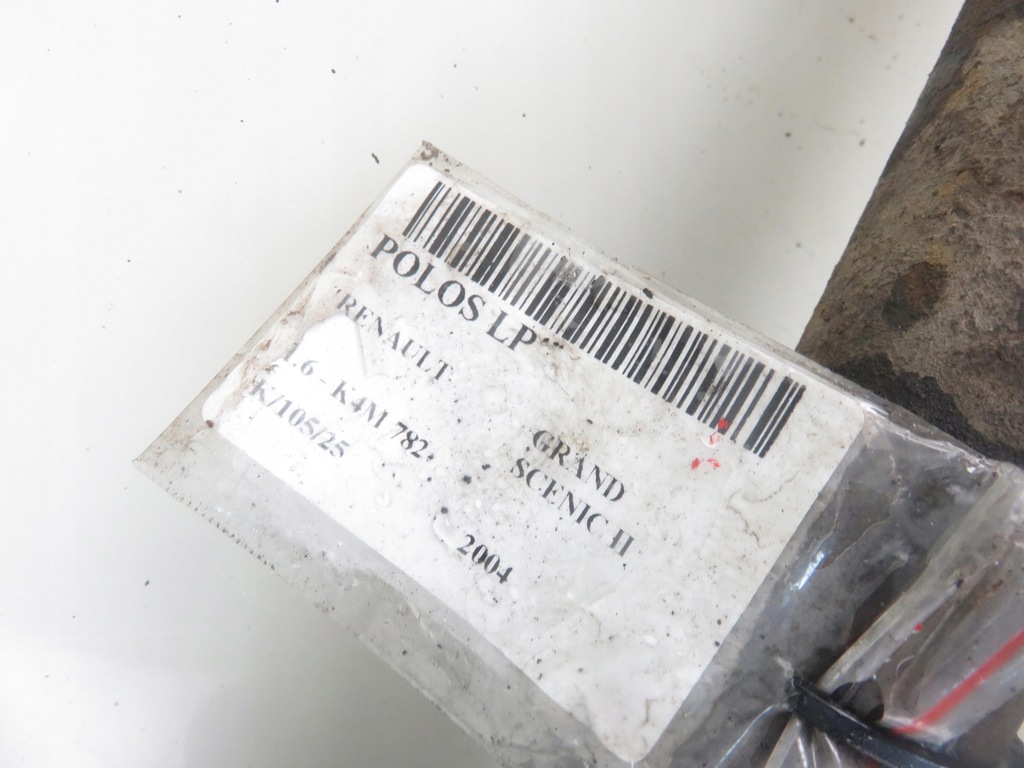 POLOS LP
RENAULT
GRAND
SCENIC II
1.6 - K4M 782
2004
K/105/25